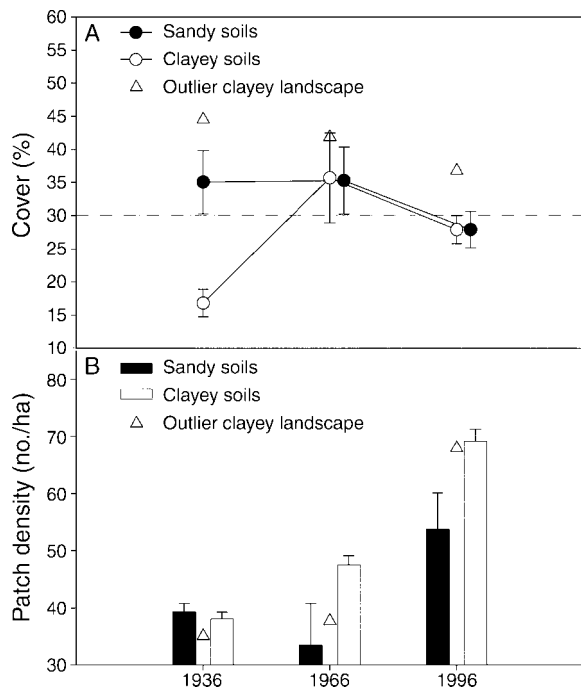 A
Sandy soils
Clayey soils
Outlier clayey landscape
Cover (%)
60
55
50
45
40
35
30
25
20
15
10
B
Sandy soils
Clayey soils
Outlier clayey landscape
Patch density (no./ha)
80
70
60
50
40
30
1936
1966
1996